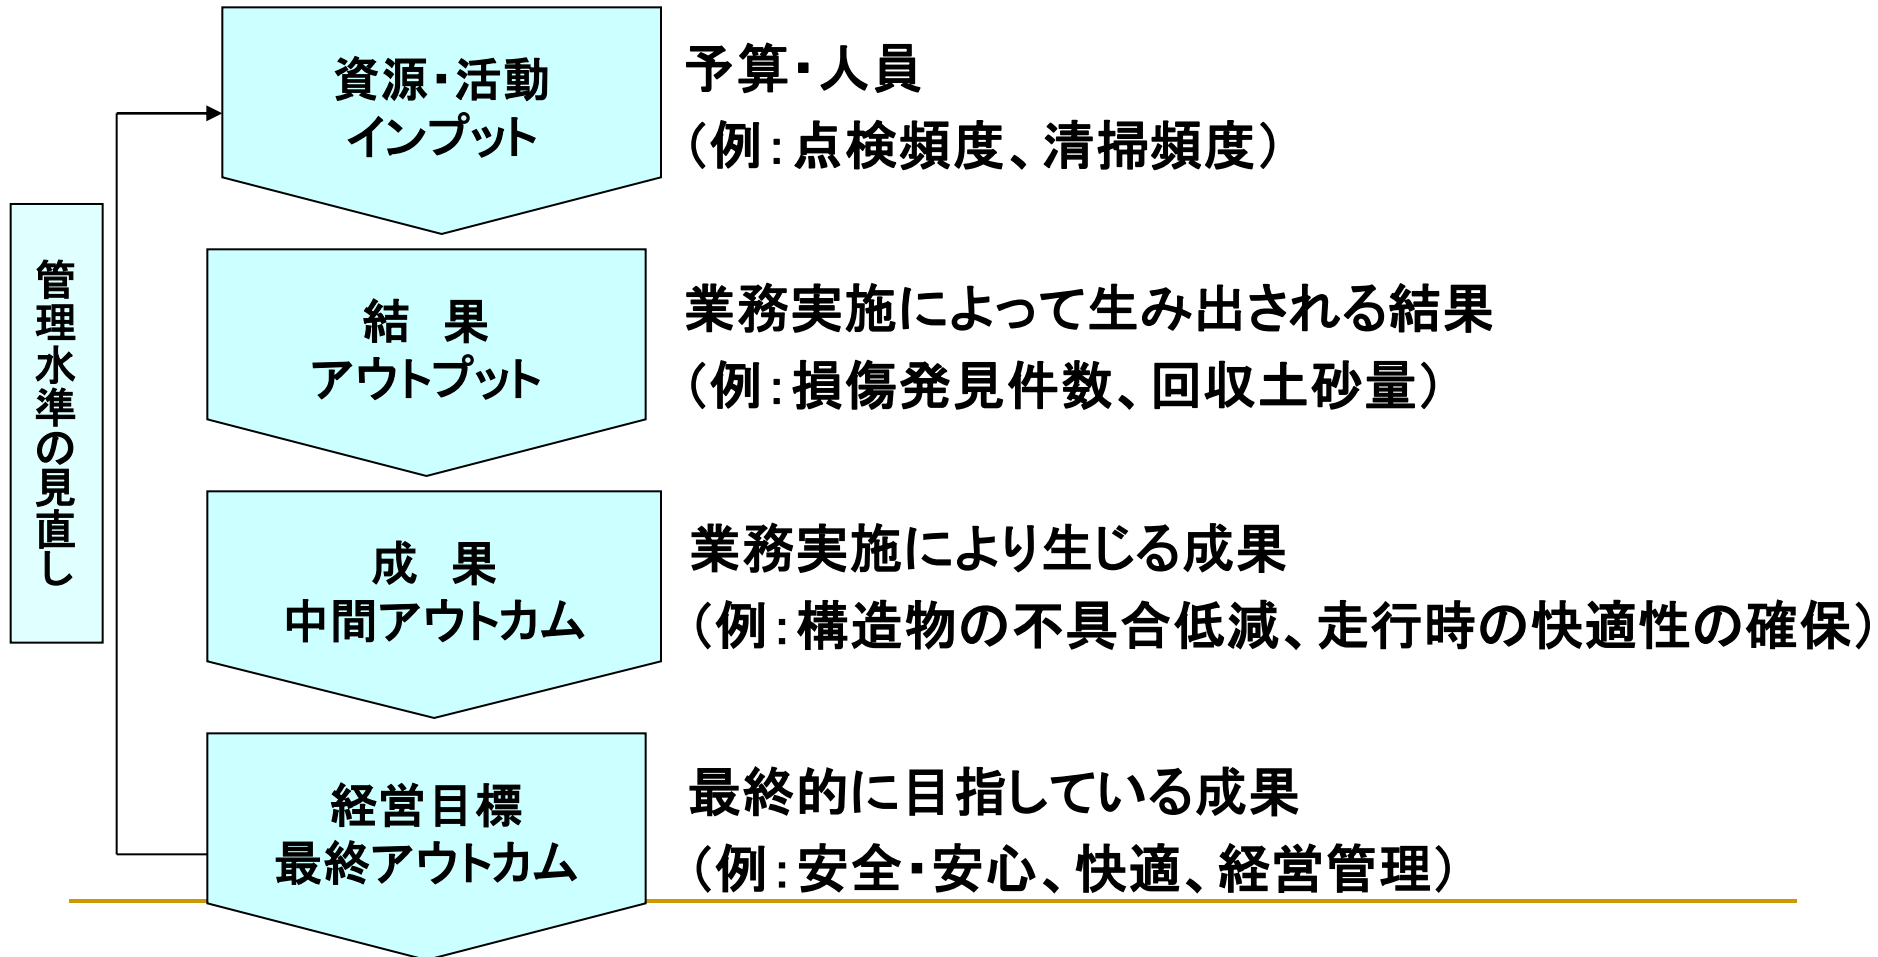 資源・活動
インプット
予算・人員
（例：点検頻度、清掃頻度）
管理水準の見直し
結　果
アウトプット
業務実施によって生み出される結果
（例：損傷発見件数、回収土砂量）
成　果
中間アウトカム
業務実施により生じる成果
（例：構造物の不具合低減、走行時の快適性の確保）
経営目標
最終アウトカム
最終的に目指している成果
（例：安全・安心、快適、経営管理）